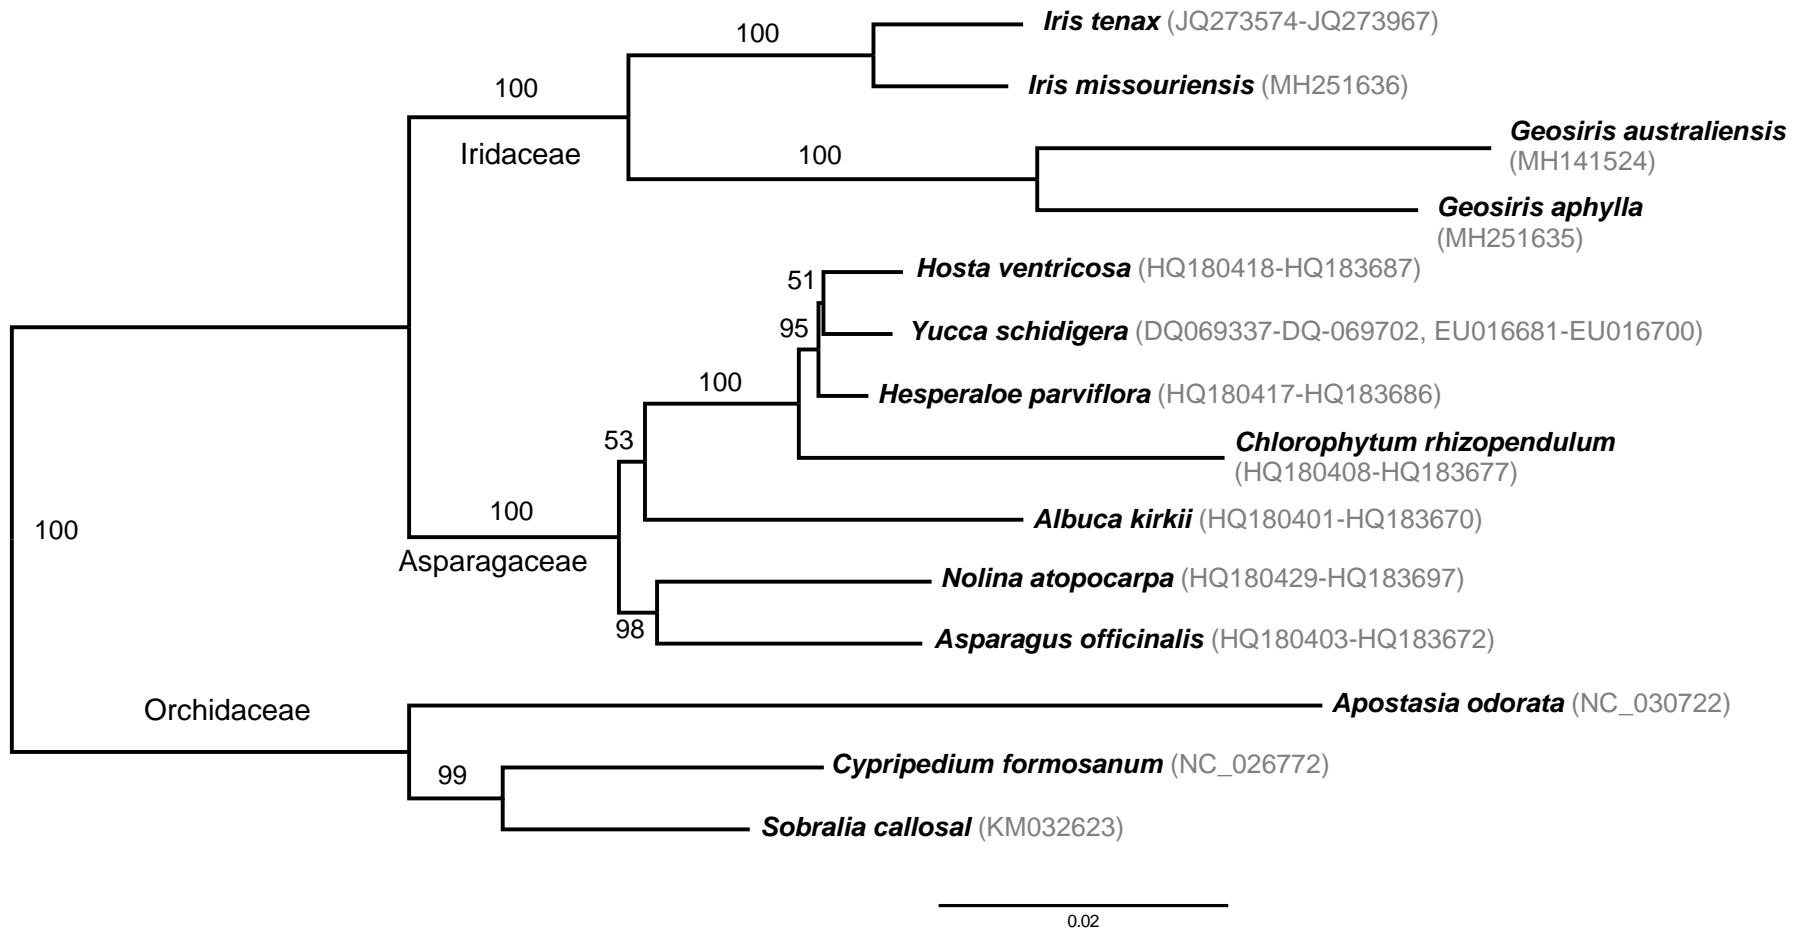 Iris tenax (JQ273574-JQ273967)
100
Iris missouriensis (MH251636)
100
Geosiris australiensis
(MH141524)
Iridaceae
100
Geosiris aphylla
(MH251635)
Hosta ventricosa (HQ180418-HQ183687)
51
Yucca schidigera (DQ069337-DQ-069702, EU016681-EU016700)
95
Hesperaloe parviflora (HQ180417-HQ183686)
100
Chlorophytum rhizopendulum
(HQ180408-HQ183677)
53
Albuca kirkii (HQ180401-HQ183670)
100
100
Asparagaceae
Nolina atopocarpa (HQ180429-HQ183697)
98
Asparagus officinalis (HQ180403-HQ183672)
Orchidaceae
Apostasia odorata (NC_030722)
Cypripedium formosanum (NC_026772)
99
Sobralia callosal (KM032623)
0.02